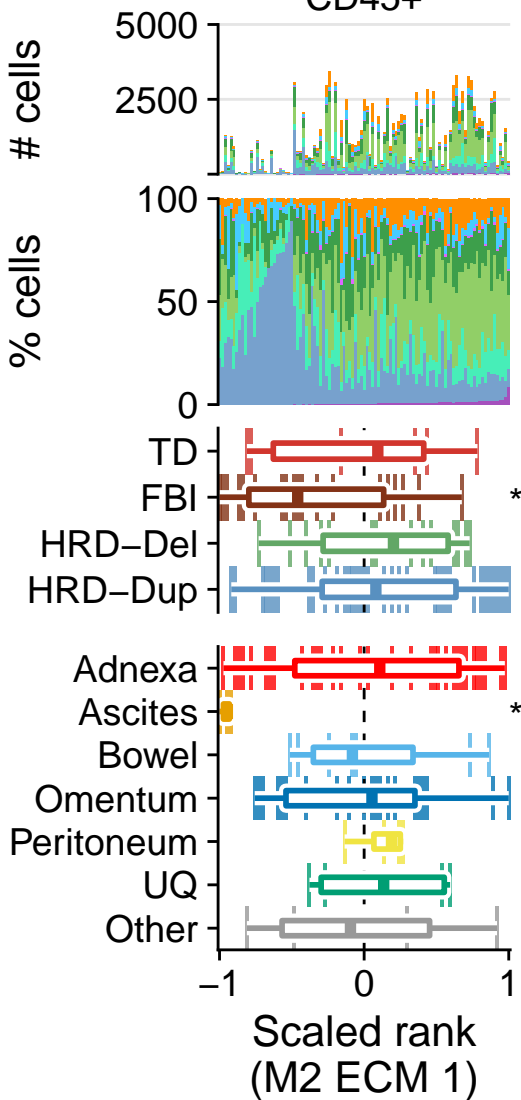 CD45+
5000
2500
# cells
100
50
0
% cells
TD
FBI
*
HRD−Del
HRD−Dup
Adnexa
Ascites
*
Bowel
Omentum
Peritoneum
UQ
Other
−1 0 1
Scaled rank
(M2 ECM 1)